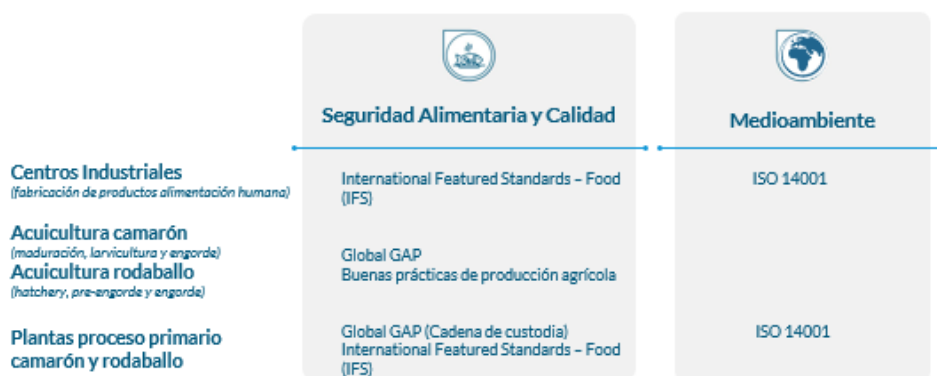 Seguridad Alimentaria y Calidad
Medioambiente
Centros Industriales
(fabricación de productos alimentación humana)
International Featured Standards – Food
(IFS)
ISO 14001
Acuicultura camarón
(maduración, larvicultura y engorde)
Acuicultura rodaballo
(hatchery, pre-engorde y engorde)
Global GAP
Buenas prácticas de producción agrícola
Plantas proceso primario
camarón y rodaballo
Global GAP (Cadena de custodia)
International Featured Standards – Food
(IFS)
ISO 14001